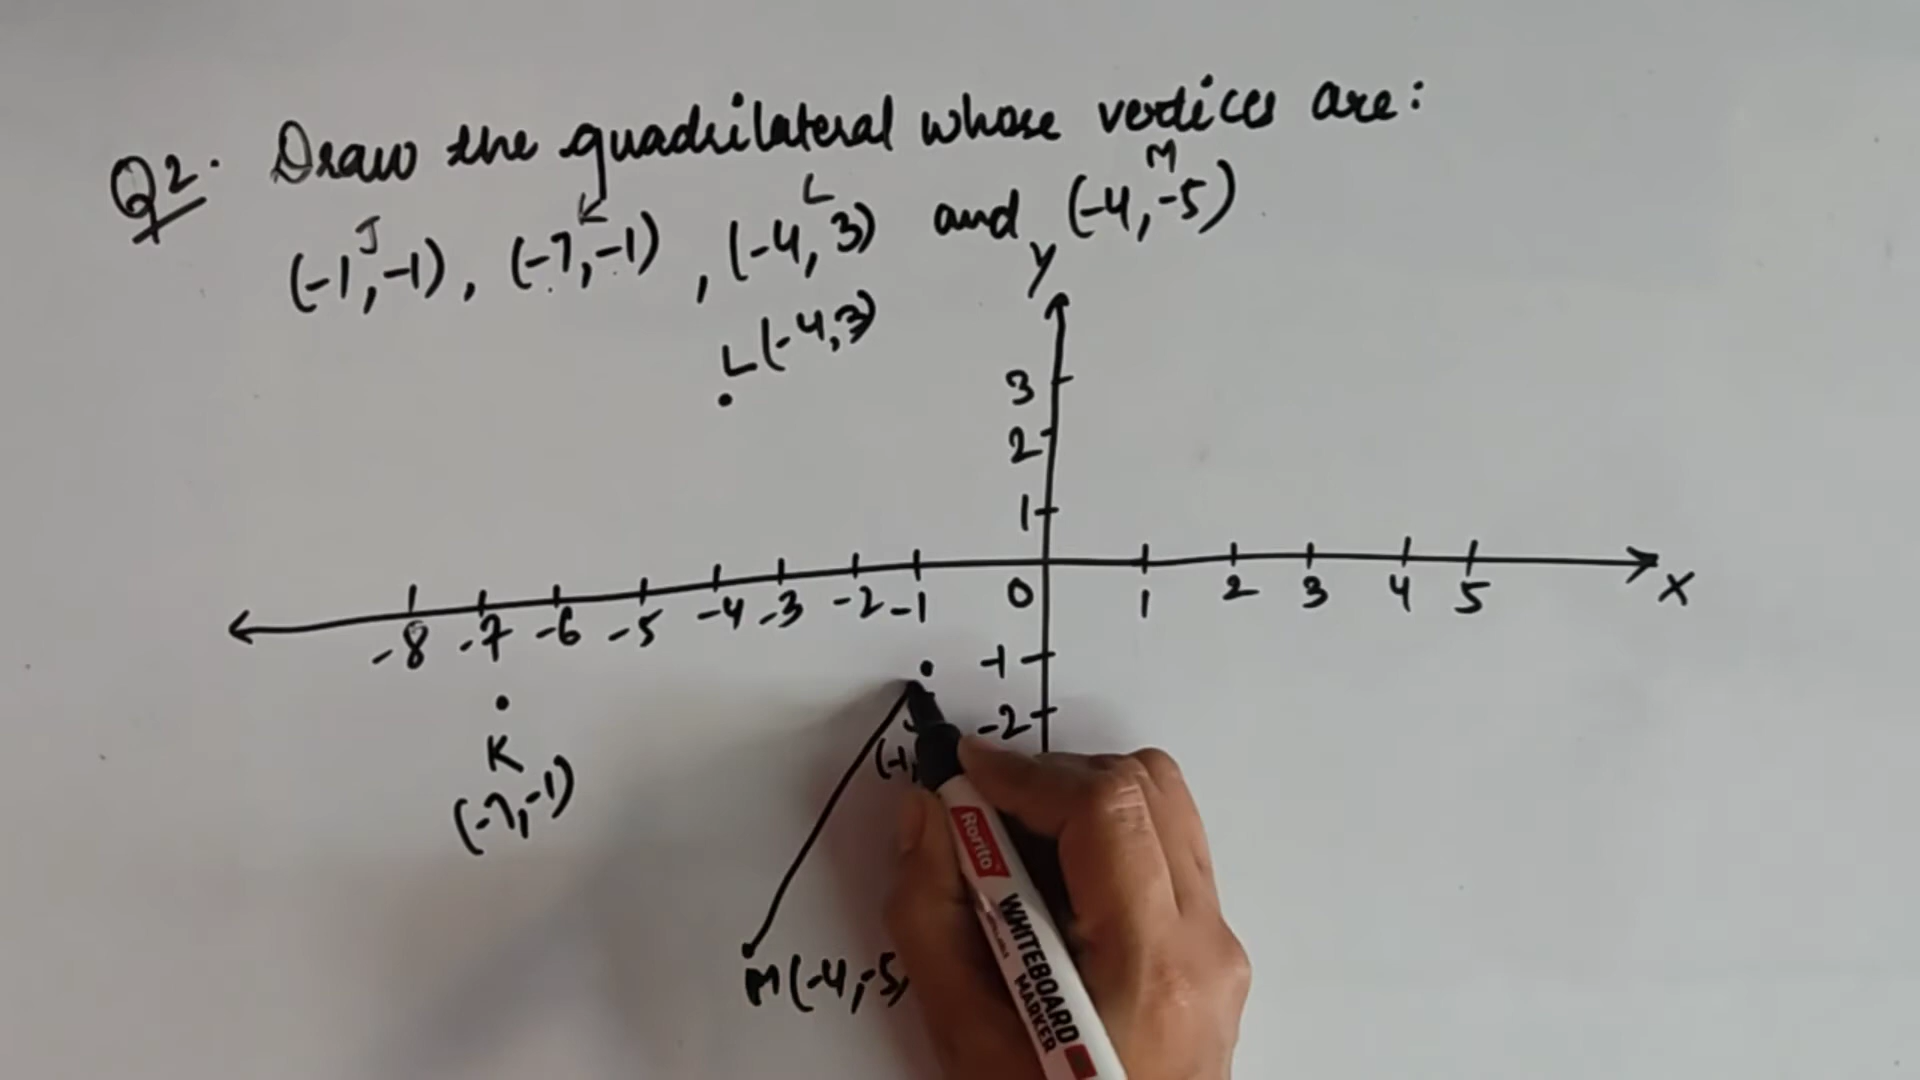 Q2. Draw the quadrilateral whose vertices are:
J K L M
(-1,-1), (-7,-1), (-4,3) and (-4,-5)
Y
L(-4,3)
3
2
1
-8 -7 -6 -5 -4 -3 -2 -1 0 1 2 3 4 5 X
-1
-2
K
(-7,-1)
(-1,
M(-4,-5,
Rorito
WHITEBOARD
MARKER